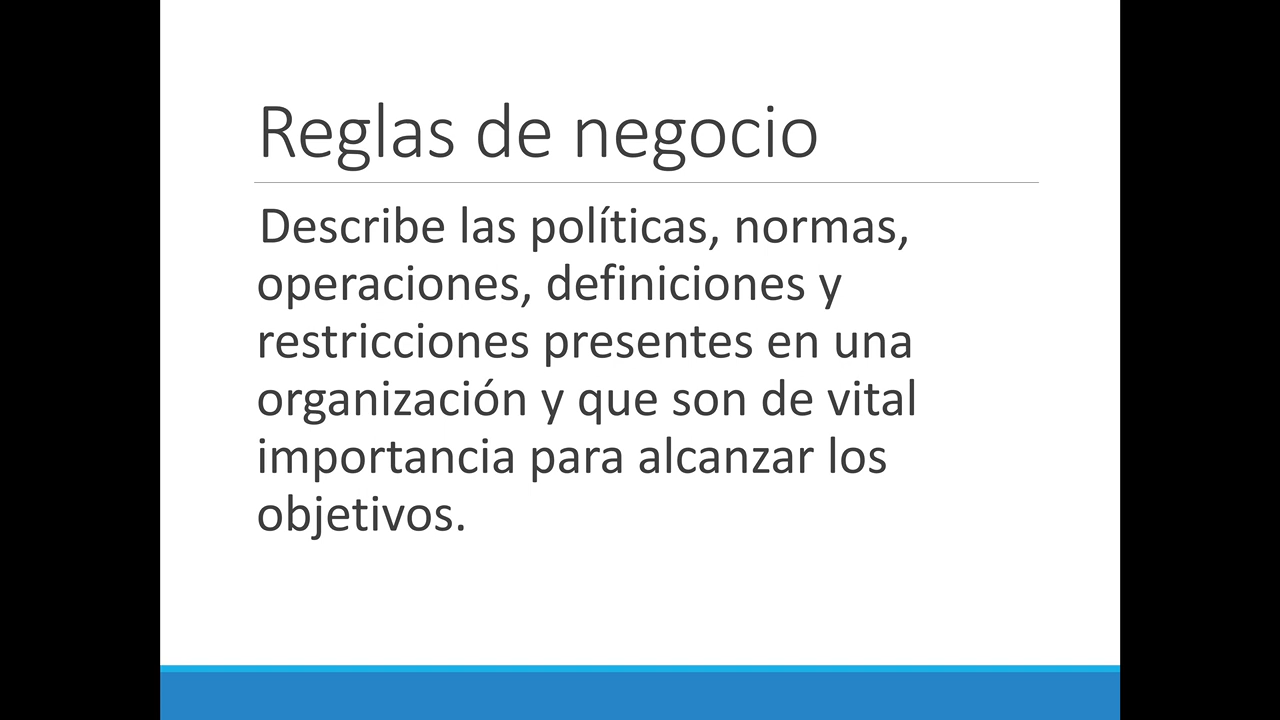 Reglas de negocio
Describe las políticas, normas,
operaciones, definiciones y
restricciones presentes en una
organización y que son de vital
importancia para alcanzar los
objetivos.